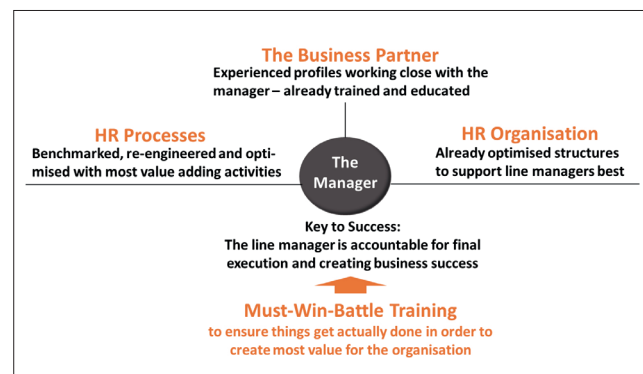 The Business Partner
Experienced profiles working close with the
manager – already trained and educated
HR Processes
Benchmarked, re-engineered and opti-
mised with most value adding activities
The
Manager
HR Organisation
Already optimised structures
to support line managers best
Key to Success:
The line manager is accountable for final
execution and creating business success
Must-Win-Battle Training
to ensure things get actually done in order to
create most value for the organisation